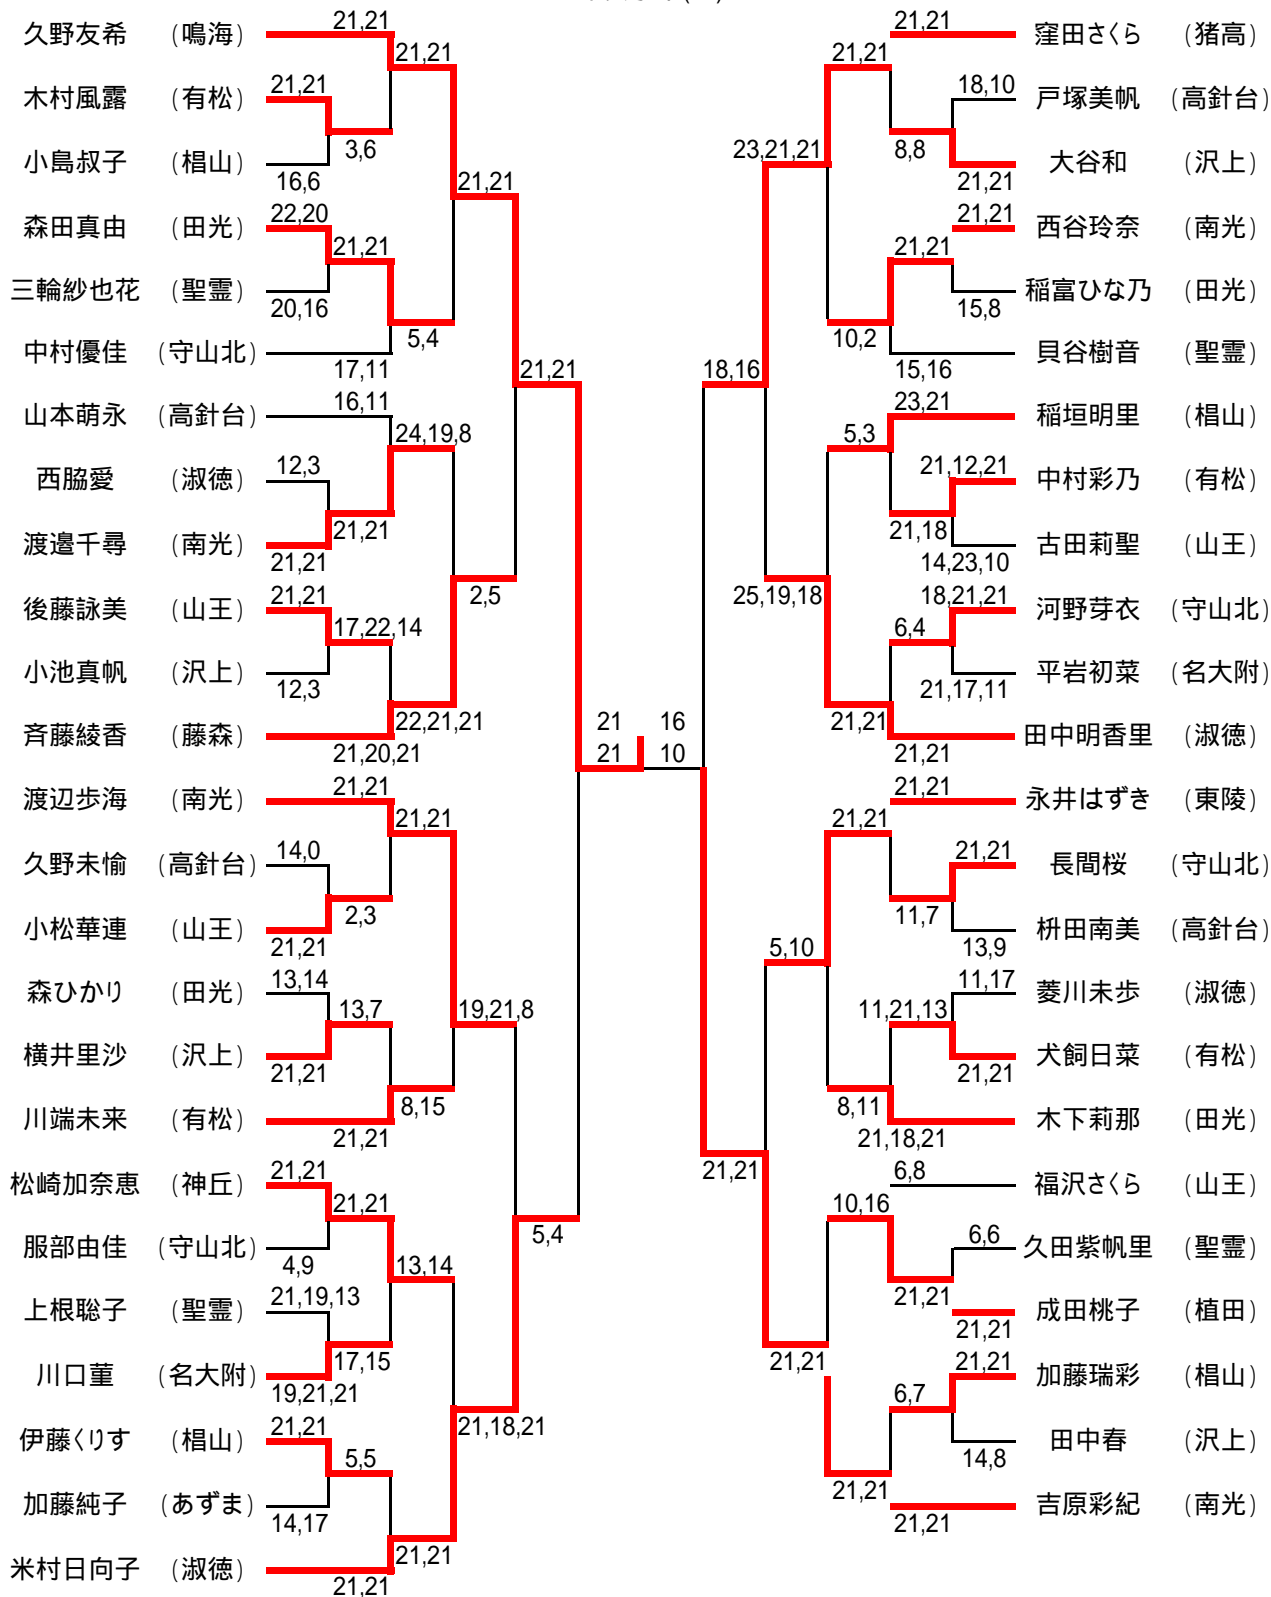 久野友希 (鳴海) 21,21
21,21
木村風露 (有松) 21,21
3,6
小島叔子 (椙山) 16,6
21,21
森田真由 (田光) 22,20
21,21
三輪紗也花 (聖霊) 20,16
5,4
中村優佳 (守山北) 17,11
21,21
山本萌永 (高針台) 16,11
24,19,8
西脇愛 (淑徳) 12,3
21,21
渡邉千尋 (南光) 21,21
2,5
後藤詠美 (山王) 21,21
17,22,14
小池真帆 (沢上) 12,3
22,21,21
斉藤綾香 (藤森) 21,20,21
21 16
21 10
渡辺歩海 (南光) 21,21
21,21
久野未愉 (高針台) 14,0
2,3
小松華連 (山王) 21,21
森ひかり (田光) 13,14
13,7
19,21,8
横井里沙 (沢上) 21,21
8,15
川端未来 (有松) 21,21
松崎加奈恵 (神丘) 21,21
21,21
5,4
服部由佳 (守山北) 4,9
13,14
上根聡子 (聖霊) 21,19,13
17,15
川口菫 (名大附) 19,21,21
21,18,21
伊藤くりす (椙山) 21,21
5,5
加藤純子 (あずま) 14,17
21,21
米村日向子 (淑徳) 21,21
21,21 窪田さくら (猪高)
21,21
18,10 戸塚美帆 (高針台)
8,8
23,21,21
21,21 大谷和 (沢上)
21,21 西谷玲奈 (南光)
21,21
15,8 稲富ひな乃 (田光)
10,2
15,16 貝谷樹音 (聖霊)
18,16
23,21 稲垣明里 (椙山)
5,3
21,12,21 中村彩乃 (有松)
21,18
14,23,10 古田莉聖 (山王)
25,19,18
18,21,21 河野芽衣 (守山北)
6,4
21,17,11 平岩初菜 (名大附)
21,21
21,21 田中明香里 (淑徳)
21,21 永井はずき (東陵)
21,21
21,21 長間桜 (守山北)
11,7
13,9 枡田南美 (高針台)
5,10
11,17 菱川未歩 (淑徳)
11,21,13
21,21 犬飼日菜 (有松)
8,11
21,18,21 木下莉那 (田光)
21,21
6,8 福沢さくら (山王)
10,16
6,6 久田紫帆里 (聖霊)
21,21
21,21 成田桃子 (植田)
21,21
21,21 加藤瑞彩 (椙山)
6,7
14,8 田中春 (沢上)
21,21
21,21 吉原彩紀 (南光)